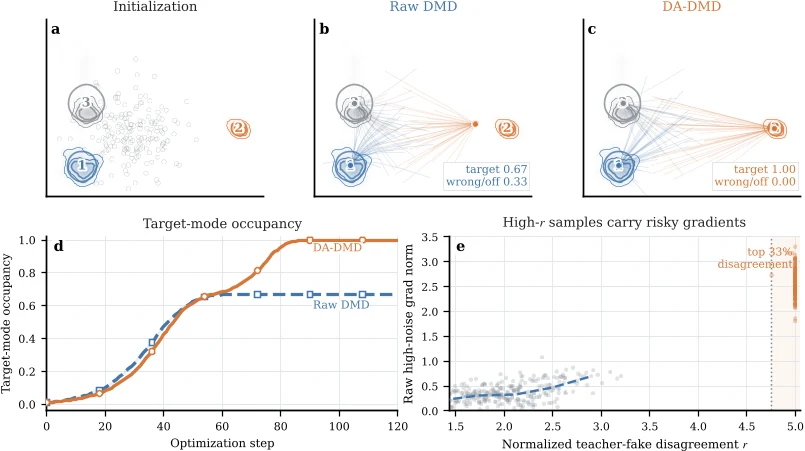 Initialization
a
3
1
2
Raw DMD
b
2
target 0.67
wrong/off 0.33
DA-DMD
c
target 1.00
wrong/off 0.00
Target-mode occupancy
d
Target-mode occupancy
1.0
0.8
0.6
0.4
0.2
0.0
DA-DMD
Raw DMD
0 20 40 60 80 100 120
Optimization step
High-r samples carry risky gradients
e
Raw high-noise grad norm
3.5
3.0
2.5
2.0
1.5
1.0
0.5
0.0
top 33%
disagreement
1.5 2.0 2.5 3.0 3.5 4.0 4.5 5.0
Normalized teacher-fake disagreement r